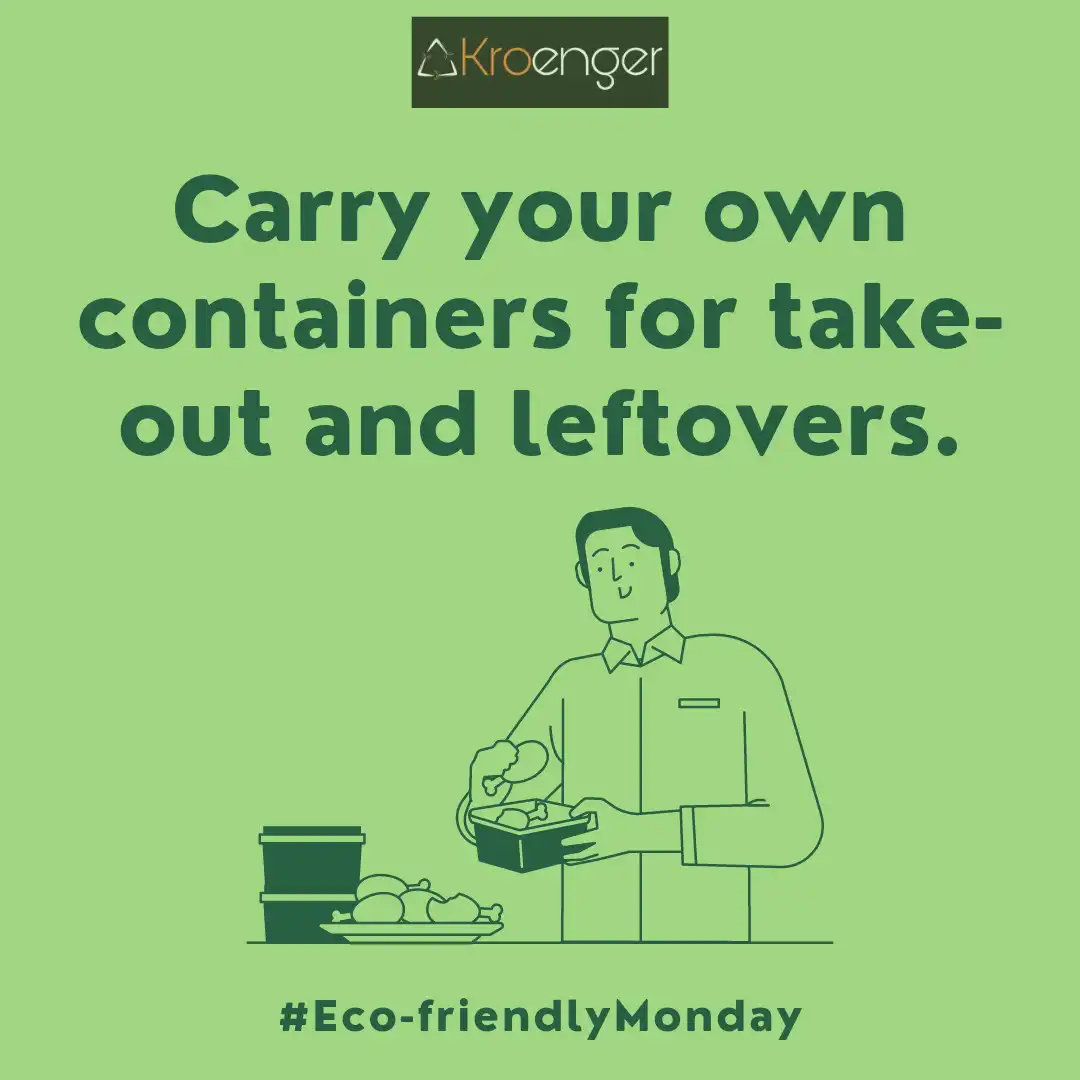 Kroenger
Carry your own
containers for take-
out and leftovers.
#Eco-friendlyMonday